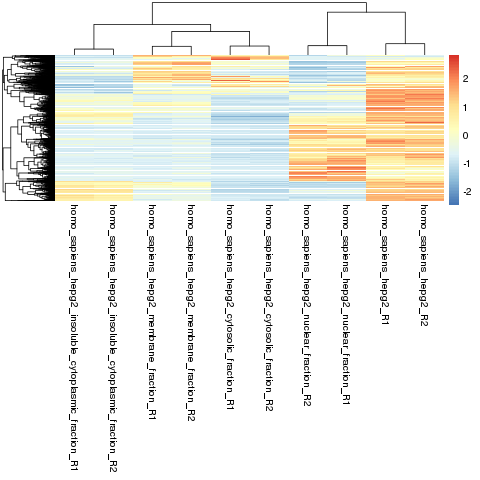 2
1
0
-1
-2
homo_sapiens_hepg2_insoluble_cytoplasmic_fraction_R1
homo_sapiens_hepg2_insoluble_cytoplasmic_fraction_R2
homo_sapiens_hepg2_membrane_fraction_R1
homo_sapiens_hepg2_membrane_fraction_R2
homo_sapiens_hepg2_cytosolic_fraction_R1
homo_sapiens_hepg2_cytosolic_fraction_R2
homo_sapiens_hepg2_nuclear_fraction_R2
homo_sapiens_hepg2_nuclear_fraction_R1
homo_sapiens_hepg2_R1
homo_sapiens_hepg2_R2